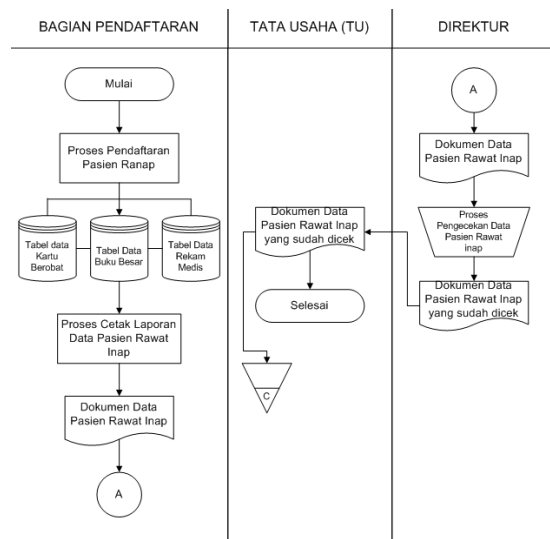 BAGIAN PENDAFTARAN
TATA USAHA (TU)
DIREKTUR
Mulai
Proses Pendaftaran
Pasien Ranap
Tabel data
Kartu
Berobat
Tabel Data
Buku Besar
Tabel Data
Rekam
Medis
Proses Cetak Laporan
Data Pasien Rawat
Inap
Dokumen Data
Pasien Rawat Inap
A
Dokumen Data
Pasien Rawat Inap
yang sudah dicek
Selesai
C
A
Dokumen Data
Pasien Rawat Inap
Proses
Pengecekan Data
Pasien Rawat
inap
Dokumen Data
Pasien Rawat Inap
yang sudah dicek